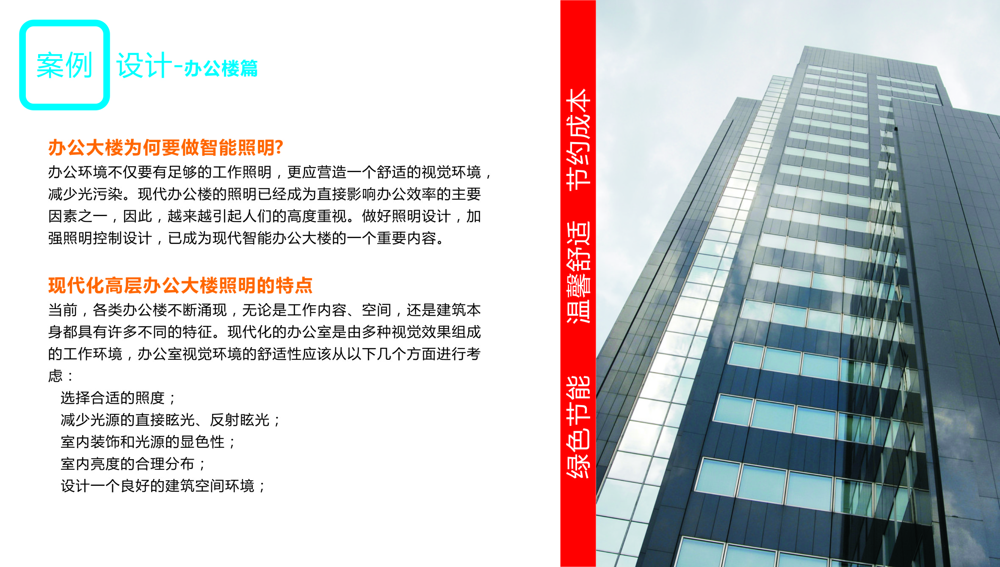 案例设计-办公楼篇
办公大楼为何要做智能照明?
办公环境不仅要有足够的工作照明，更应营造一个舒适的视觉环境，
减少光污染。现代办公楼的照明已经成为直接影响办公效率的主要
因素之一，因此，越来越引起人们的高度重视。做好照明设计，加
强照明控制设计，已成为现代智能办公大楼的一个重要内容。
现代化高层办公大楼照明的特点
当前，各类办公楼不断涌现，无论是工作内容、空间，还是建筑本
身都具有许多不同的特征。现代化的办公室是由多种视觉效果组成
的工作环境，办公室视觉环境的舒适性应该从以下几个方面进行考
虑：
选择合适的照度；
减少光源的直接眩光、反射眩光；
室内装饰和光源的显色性；
室内亮度的合理分布；
设计一个良好的建筑空间环境；
绿色节能 温馨舒适 节约成本